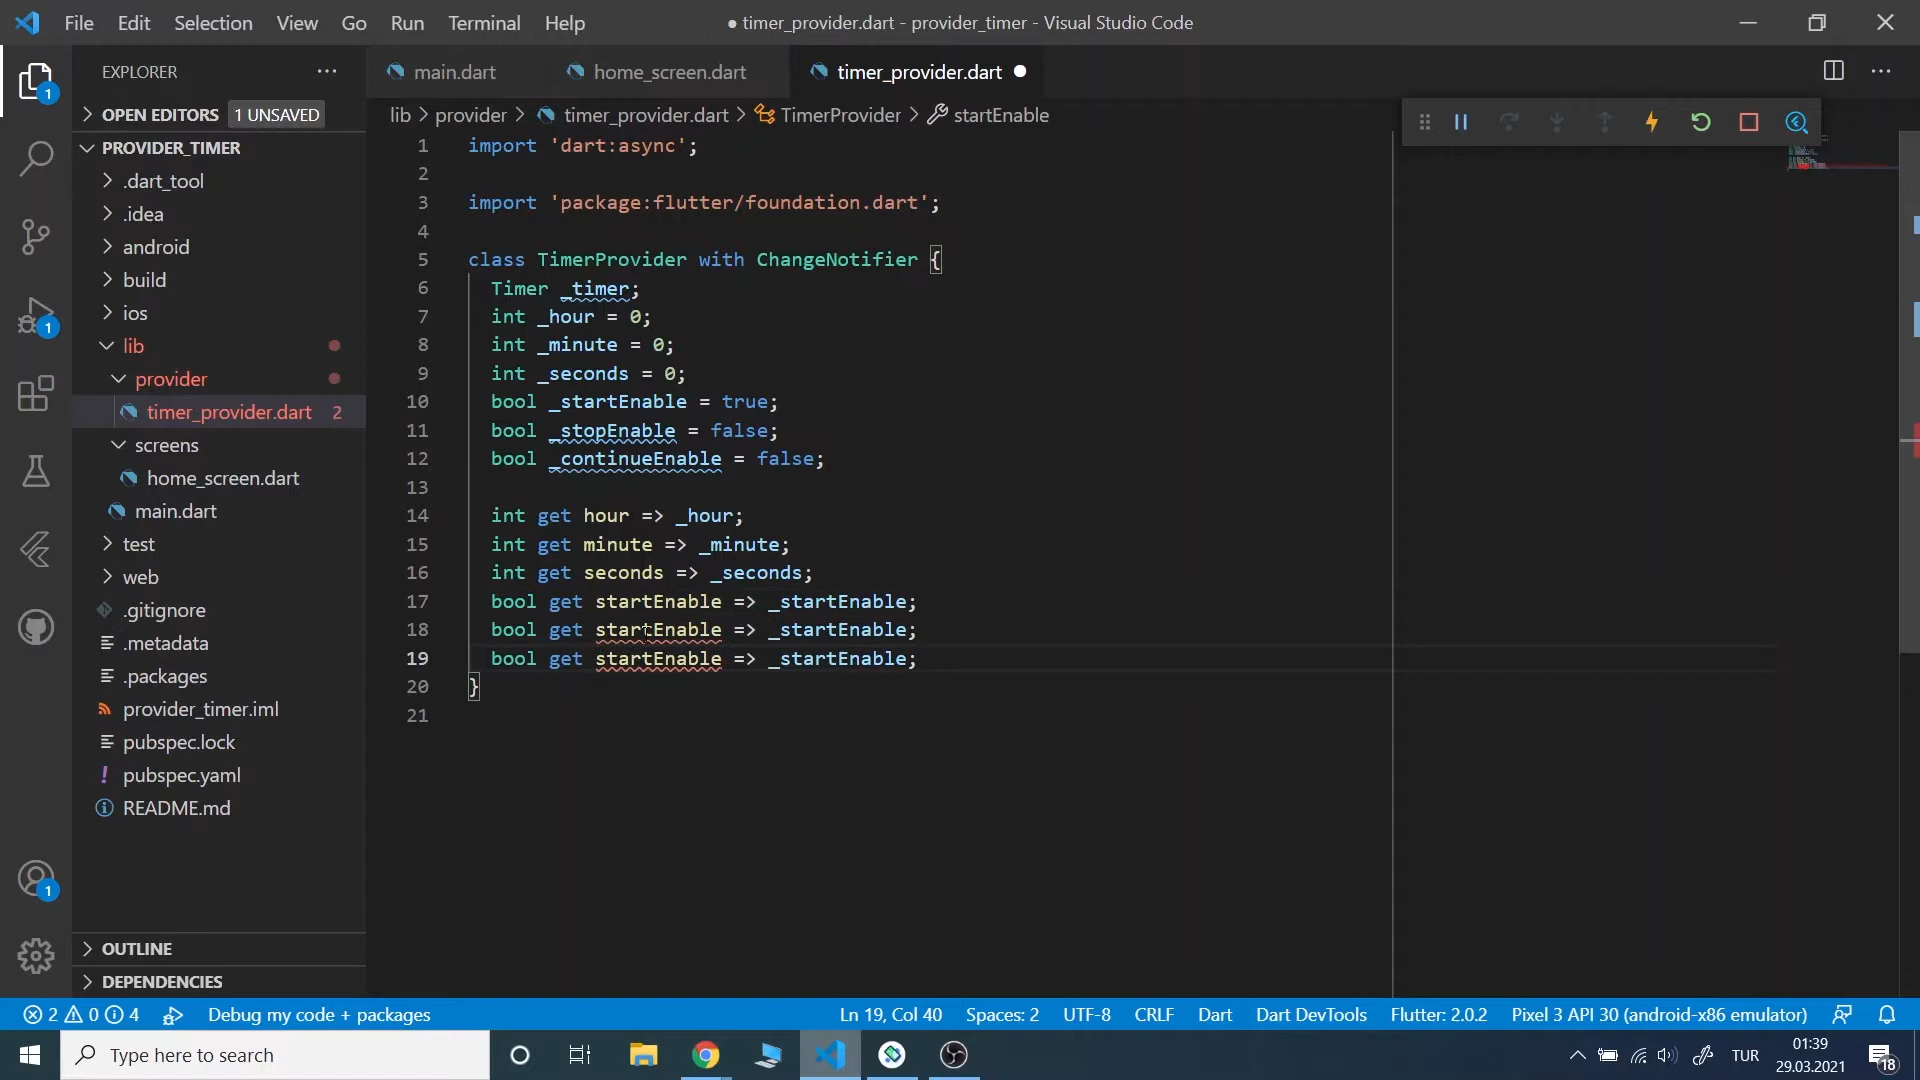 File Edit Selection View Go Run Terminal Help
● timer_provider.dart - provider_timer - Visual Studio Code
EXPLORER
main.dart
home_screen.dart
timer_provider.dart
OPEN EDITORS 1 UNSAVED
lib > provider > timer_provider.dart > TimerProvider > startEnable
PROVIDER_TIMER
.dart_tool
.idea
android
build
ios
lib
provider
timer_provider.dart 2
screens
home_screen.dart
main.dart
test
web
.gitignore
.metadata
.packages
provider_timer.iml
pubspec.lock
pubspec.yaml
README.md
OUTLINE
DEPENDENCIES
1
1
1
1 import 'dart:async';
2
3 import 'package:flutter/foundation.dart';
4
5 class TimerProvider with ChangeNotifier {
6 Timer _timer;
7 int _hour = 0;
8 int _minute = 0;
9 int _seconds = 0;
10 bool _startEnable = true;
11 bool _stopEnable = false;
12 bool _continueEnable = false;
13
14 int get hour => _hour;
15 int get minute => _minute;
16 int get seconds => _seconds;
17 bool get startEnable => _startEnable;
18 bool get startEnable => _startEnable;
19 bool get startEnable => _startEnable;
20 }
21
2 0 4 Debug my code + packages
Ln 19, Col 40 Spaces: 2 UTF-8 CRLF Dart Dart DevTools Flutter: 2.0.2 Pixel 3 API 30 (android-x86 emulator)
Type here to search
TUR
01:39
29.03.2021
18